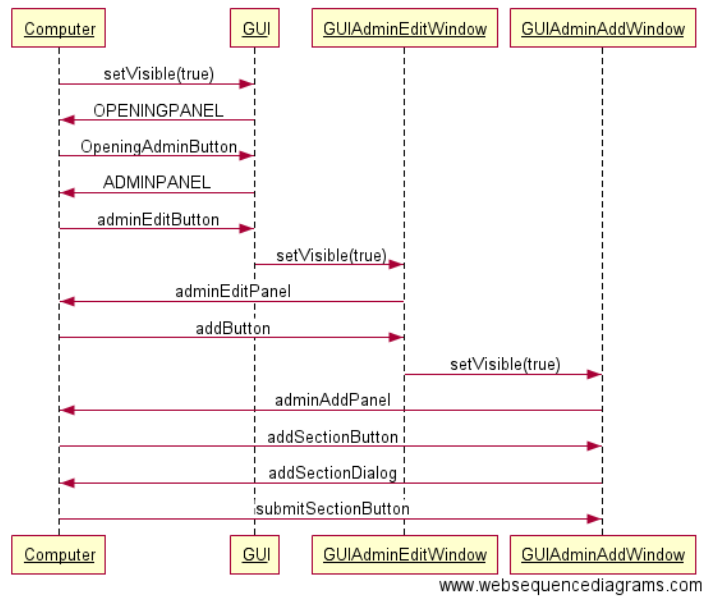 Computer GUI GUIAdminEditWindow GUIAdminAddWindow
setVisible(true)
OPENINGPANEL
OpeningAdminButton
ADMINPANEL
adminEditButton
setVisible(true)
adminEditPanel
addButton
setVisible(true)
adminAddPanel
addSectionButton
addSectionDialog
submitSectionButton
Computer GUI GUIAdminEditWindow GUIAdminAddWindow
www.websequencediagrams.com